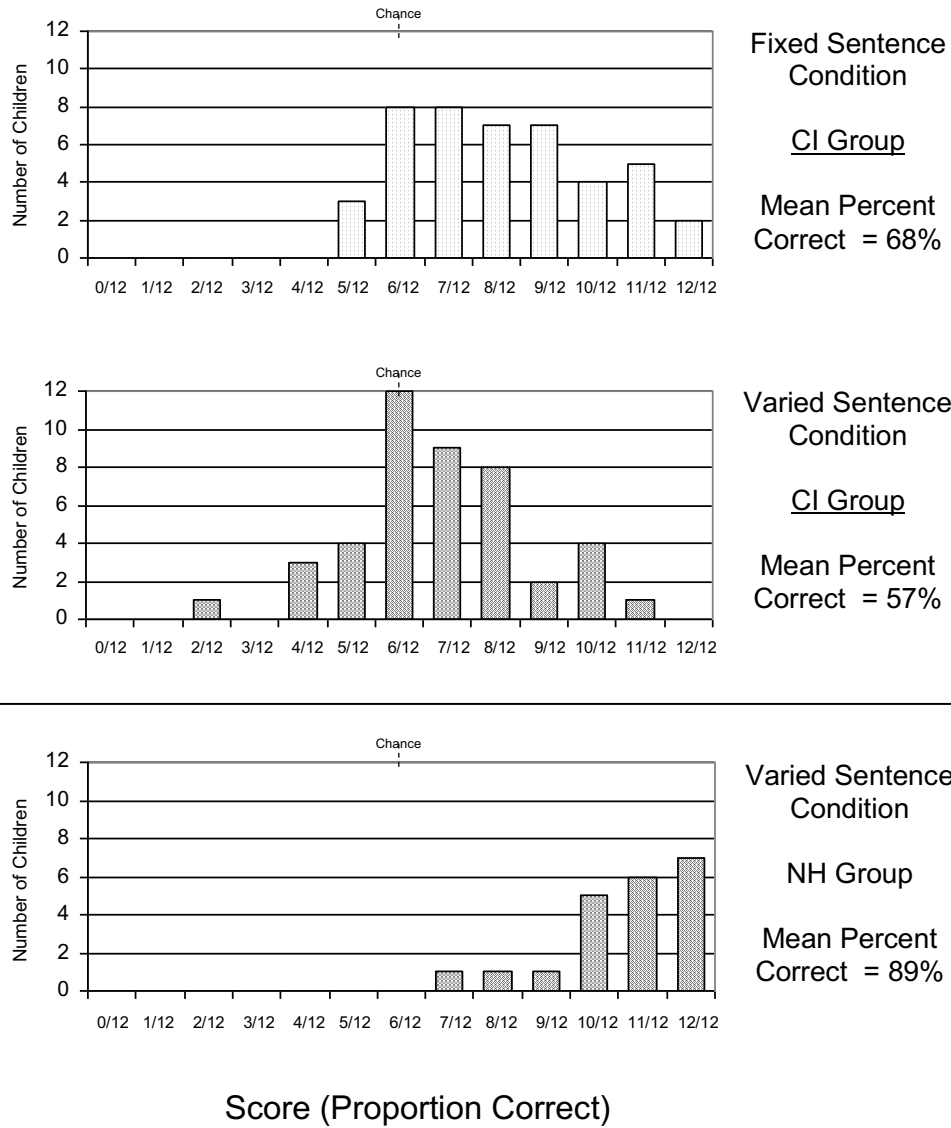 Chance
12
10
8
6
4
2
0
Number of Children
0/12 1/12 2/12 3/12 4/12 5/12 6/12 7/12 8/12 9/12 10/12 11/12 12/12
Fixed Sentence
Condition
CI Group
Mean Percent
Correct = 68%
Chance
12
10
8
6
4
2
0
Number of Children
0/12 1/12 2/12 3/12 4/12 5/12 6/12 7/12 8/12 9/12 10/12 11/12 12/12
Varied Sentence
Condition
CI Group
Mean Percent
Correct = 57%
Chance
12
10
8
6
4
2
0
Number of Children
0/12 1/12 2/12 3/12 4/12 5/12 6/12 7/12 8/12 9/12 10/12 11/12 12/12
Varied Sentence
Condition
NH Group
Mean Percent
Correct = 89%
Score (Proportion Correct)